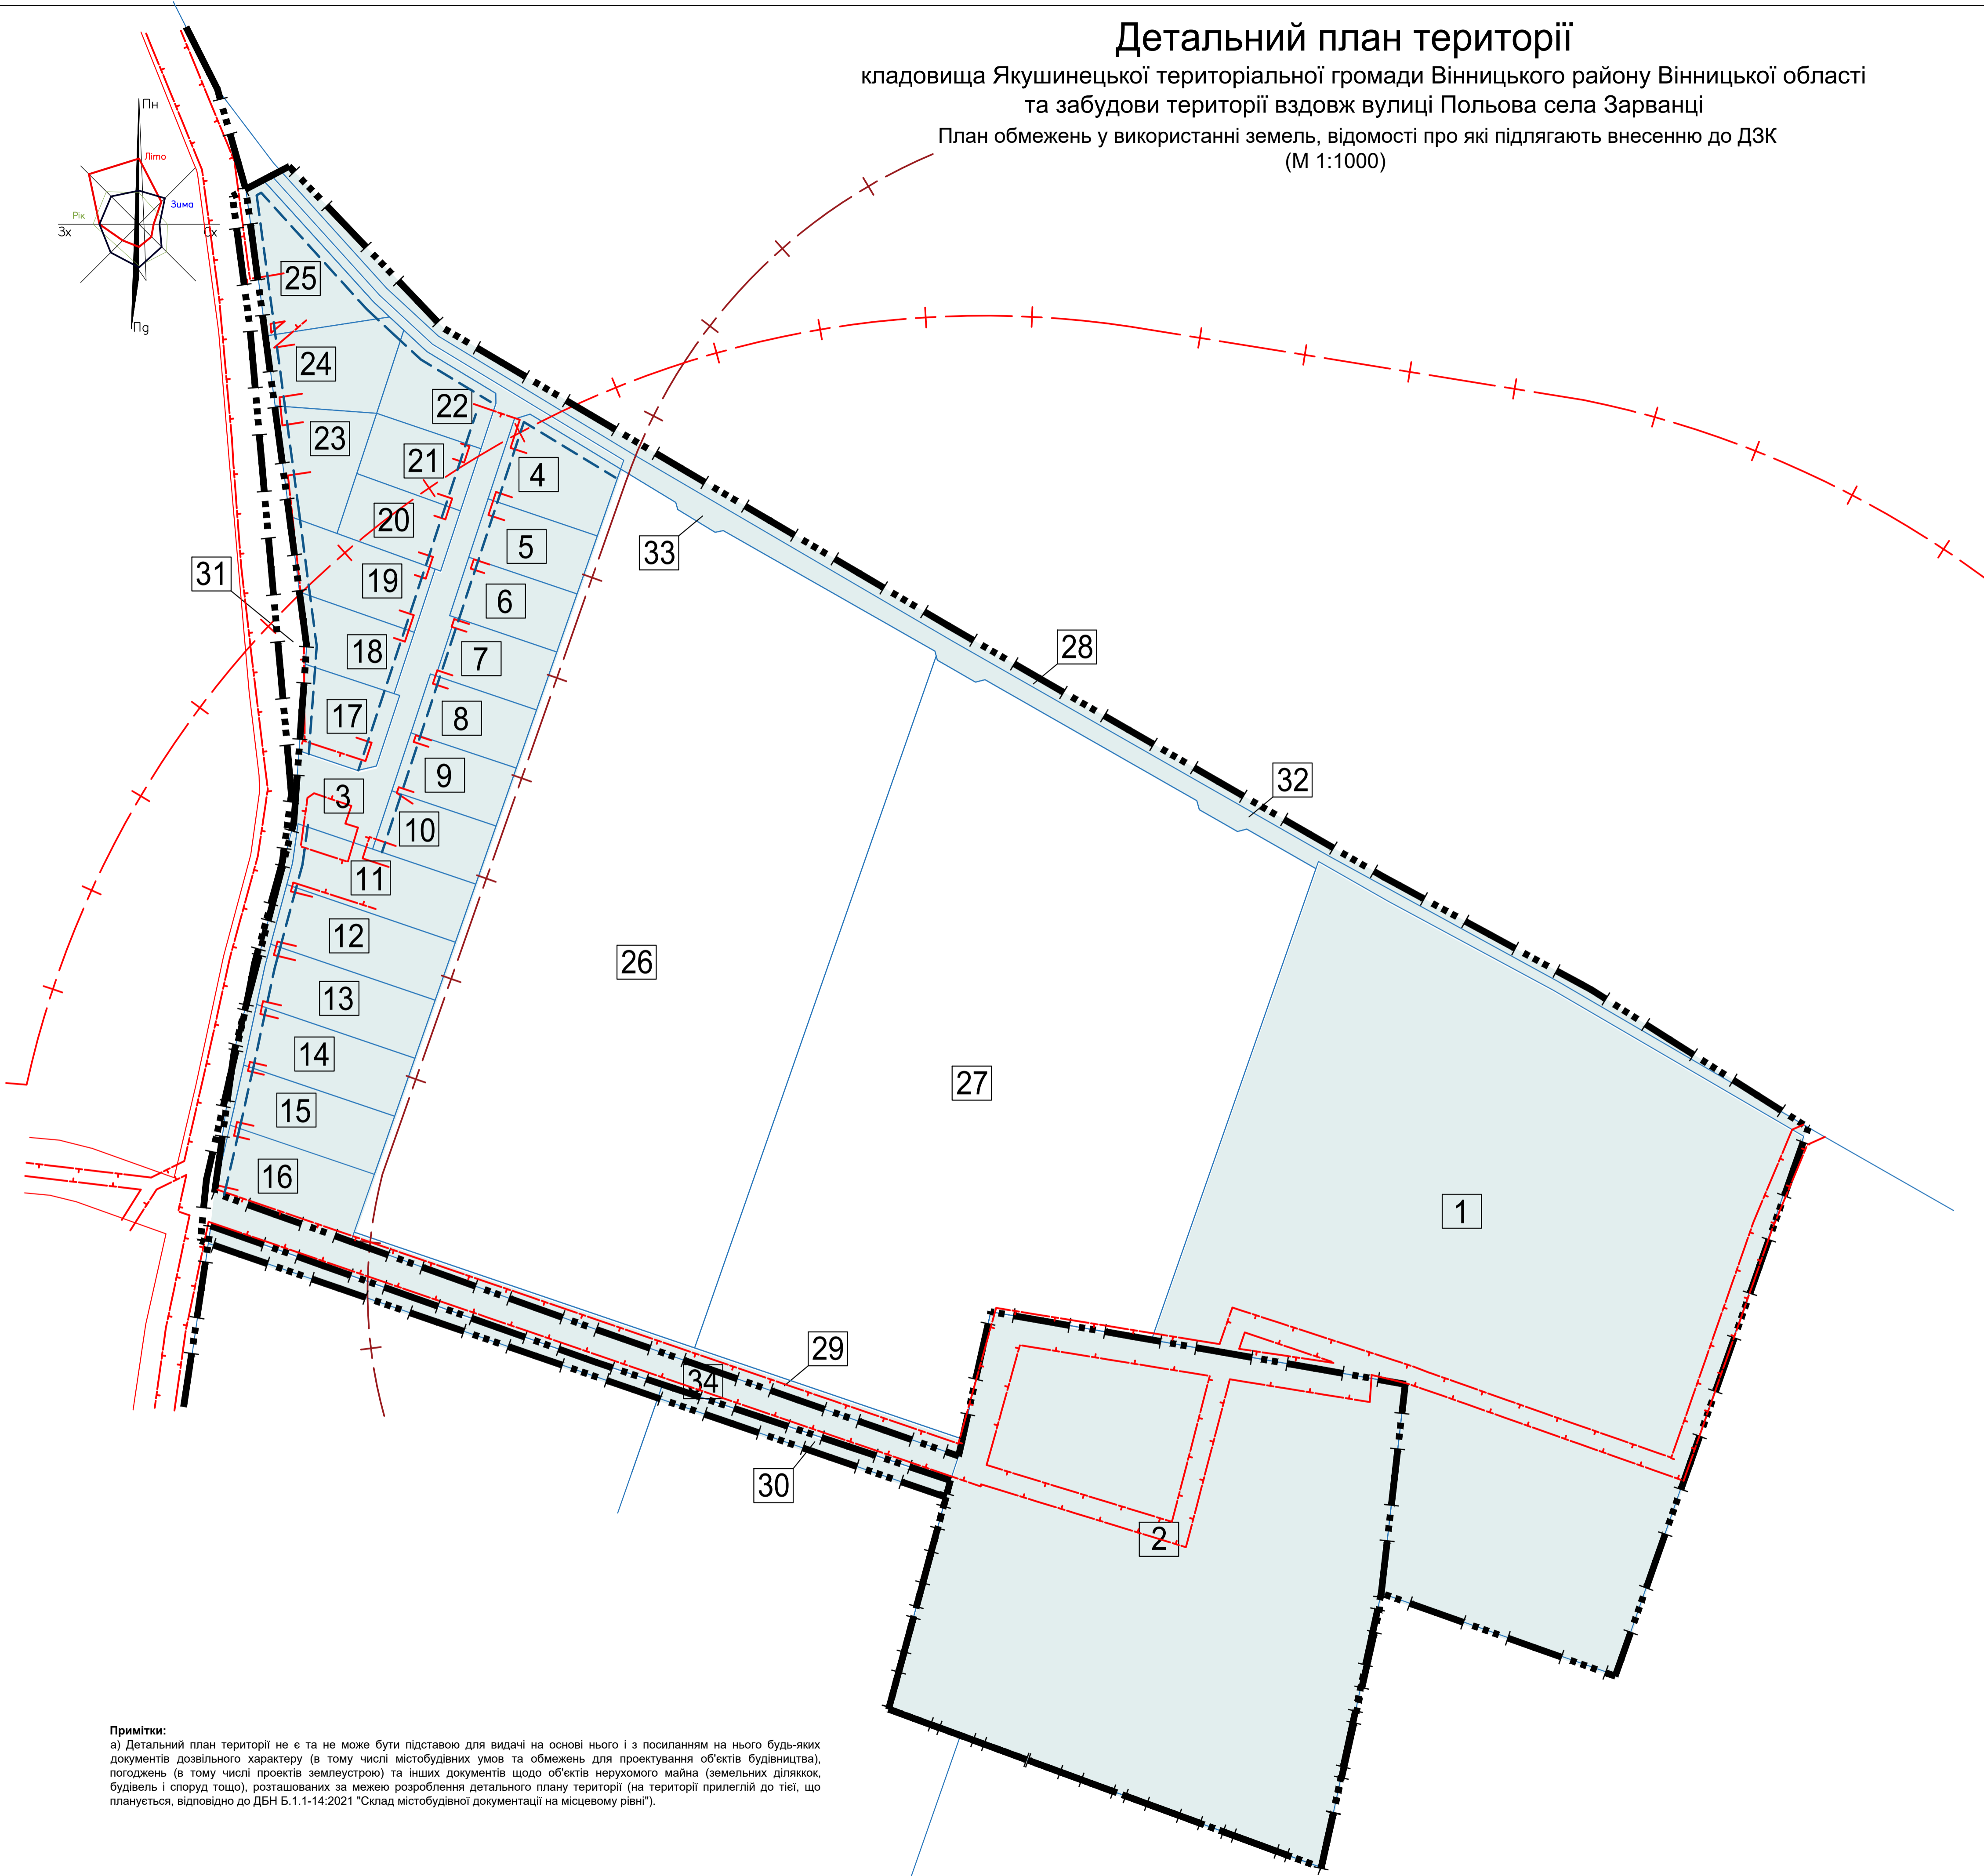 Детальний план території
кладовища Якушинецької територіальної громади Вінницького району Вінницької області
та забудови території вздовж вулиці Польова села Зарванці
План обмежень у використанні земель, відомості про які підлягають внесенню до ДЗК
(М 1:1000)
Пн
Літо
Зима
Рік
Зх
Сх
Пд
25
24
22
23
21
4
20
5
33
31
19
6
18
7
28
17
8
9
32
3
10
11
12
26
13
14
27
15
16
1
29
34
30
2
Примітки:
а) Детальний план території не є та не може бути підставою для видачі на основі нього і з посиланням на нього будь-яких
документів дозвільного характеру (в тому числі містобудівних умов та обмежень для проектування об'єктів будівництва),
погоджень (в тому числі проектів землеустрою) та інших документів щодо об'єктів нерухомого майна (земельних діляккок,
будівель і споруд тощо), розташованих за межею розроблення детального плану території (на території прилеглій до тієї, що
планується, відповідно до ДБН Б.1.1-14:2021 "Склад містобудівної документації на місцевому рівні").